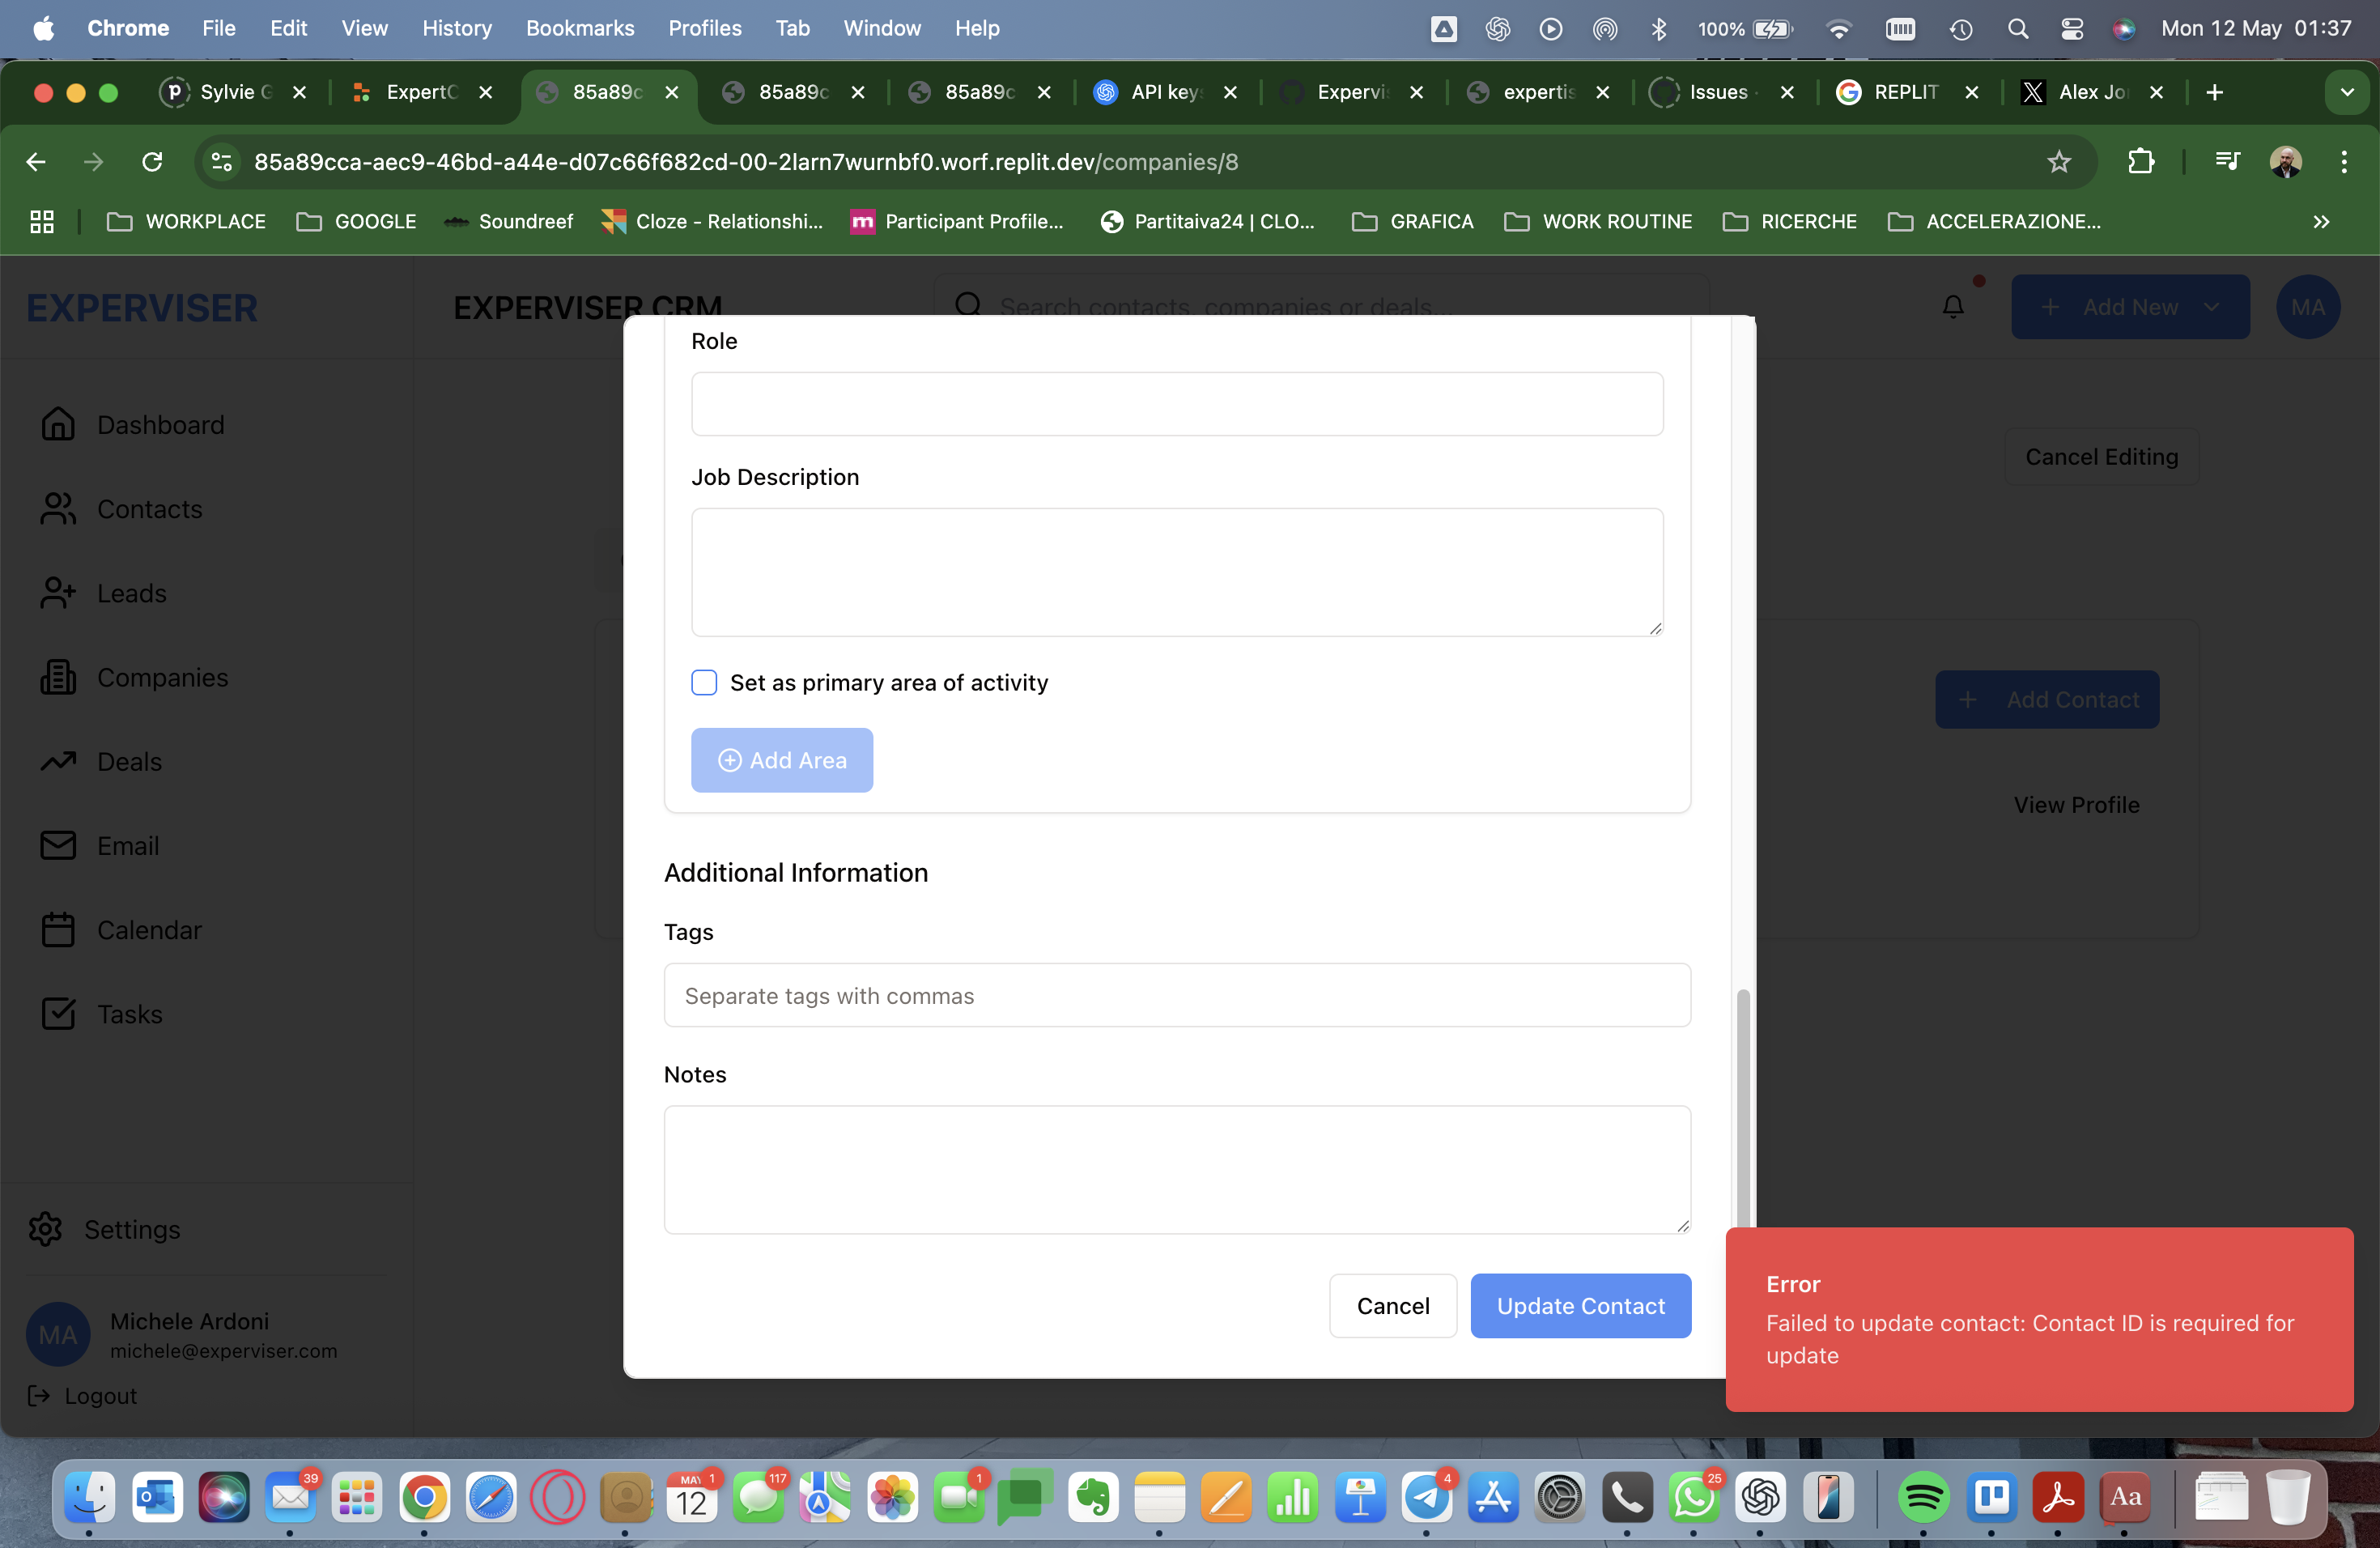 Chrome File Edit View History Bookmarks Profiles Tab Window Help 100% Mon 12 May 01:37
Sylvie G ExpertC 85a89c 85a89c 85a89c API keys Expervis expertis Issues · REPLIT Alex Jo
85a89cca-aec9-46bd-a44e-d07c66f682cd-00-2larn7wurnbf0.worf.replit.dev/companies/8
WORKPLACE GOOGLE Soundreef Cloze - Relationshi... Participant Profile... Partitaiva24 | CLO... GRAFICA WORK ROUTINE RICERCHE ACCELERAZIONE...
EXPERVISER EXPERVISER CRM Search contacts, companies or deals... Add New MA
Dashboard
Contacts
Leads
Companies
Deals
Email
Calendar
Tasks
Settings
MA
Michele Ardoni
michele@experviser.com
Logout
Cancel Editing
Add Contact
View Profile
Role
Job Description
Set as primary area of activity
Add Area
Additional Information
Tags
Separate tags with commas
Notes
Cancel Update Contact
Error
Failed to update contact: Contact ID is required for
update
39 MAY 12 1 117 1 4 25 Aa